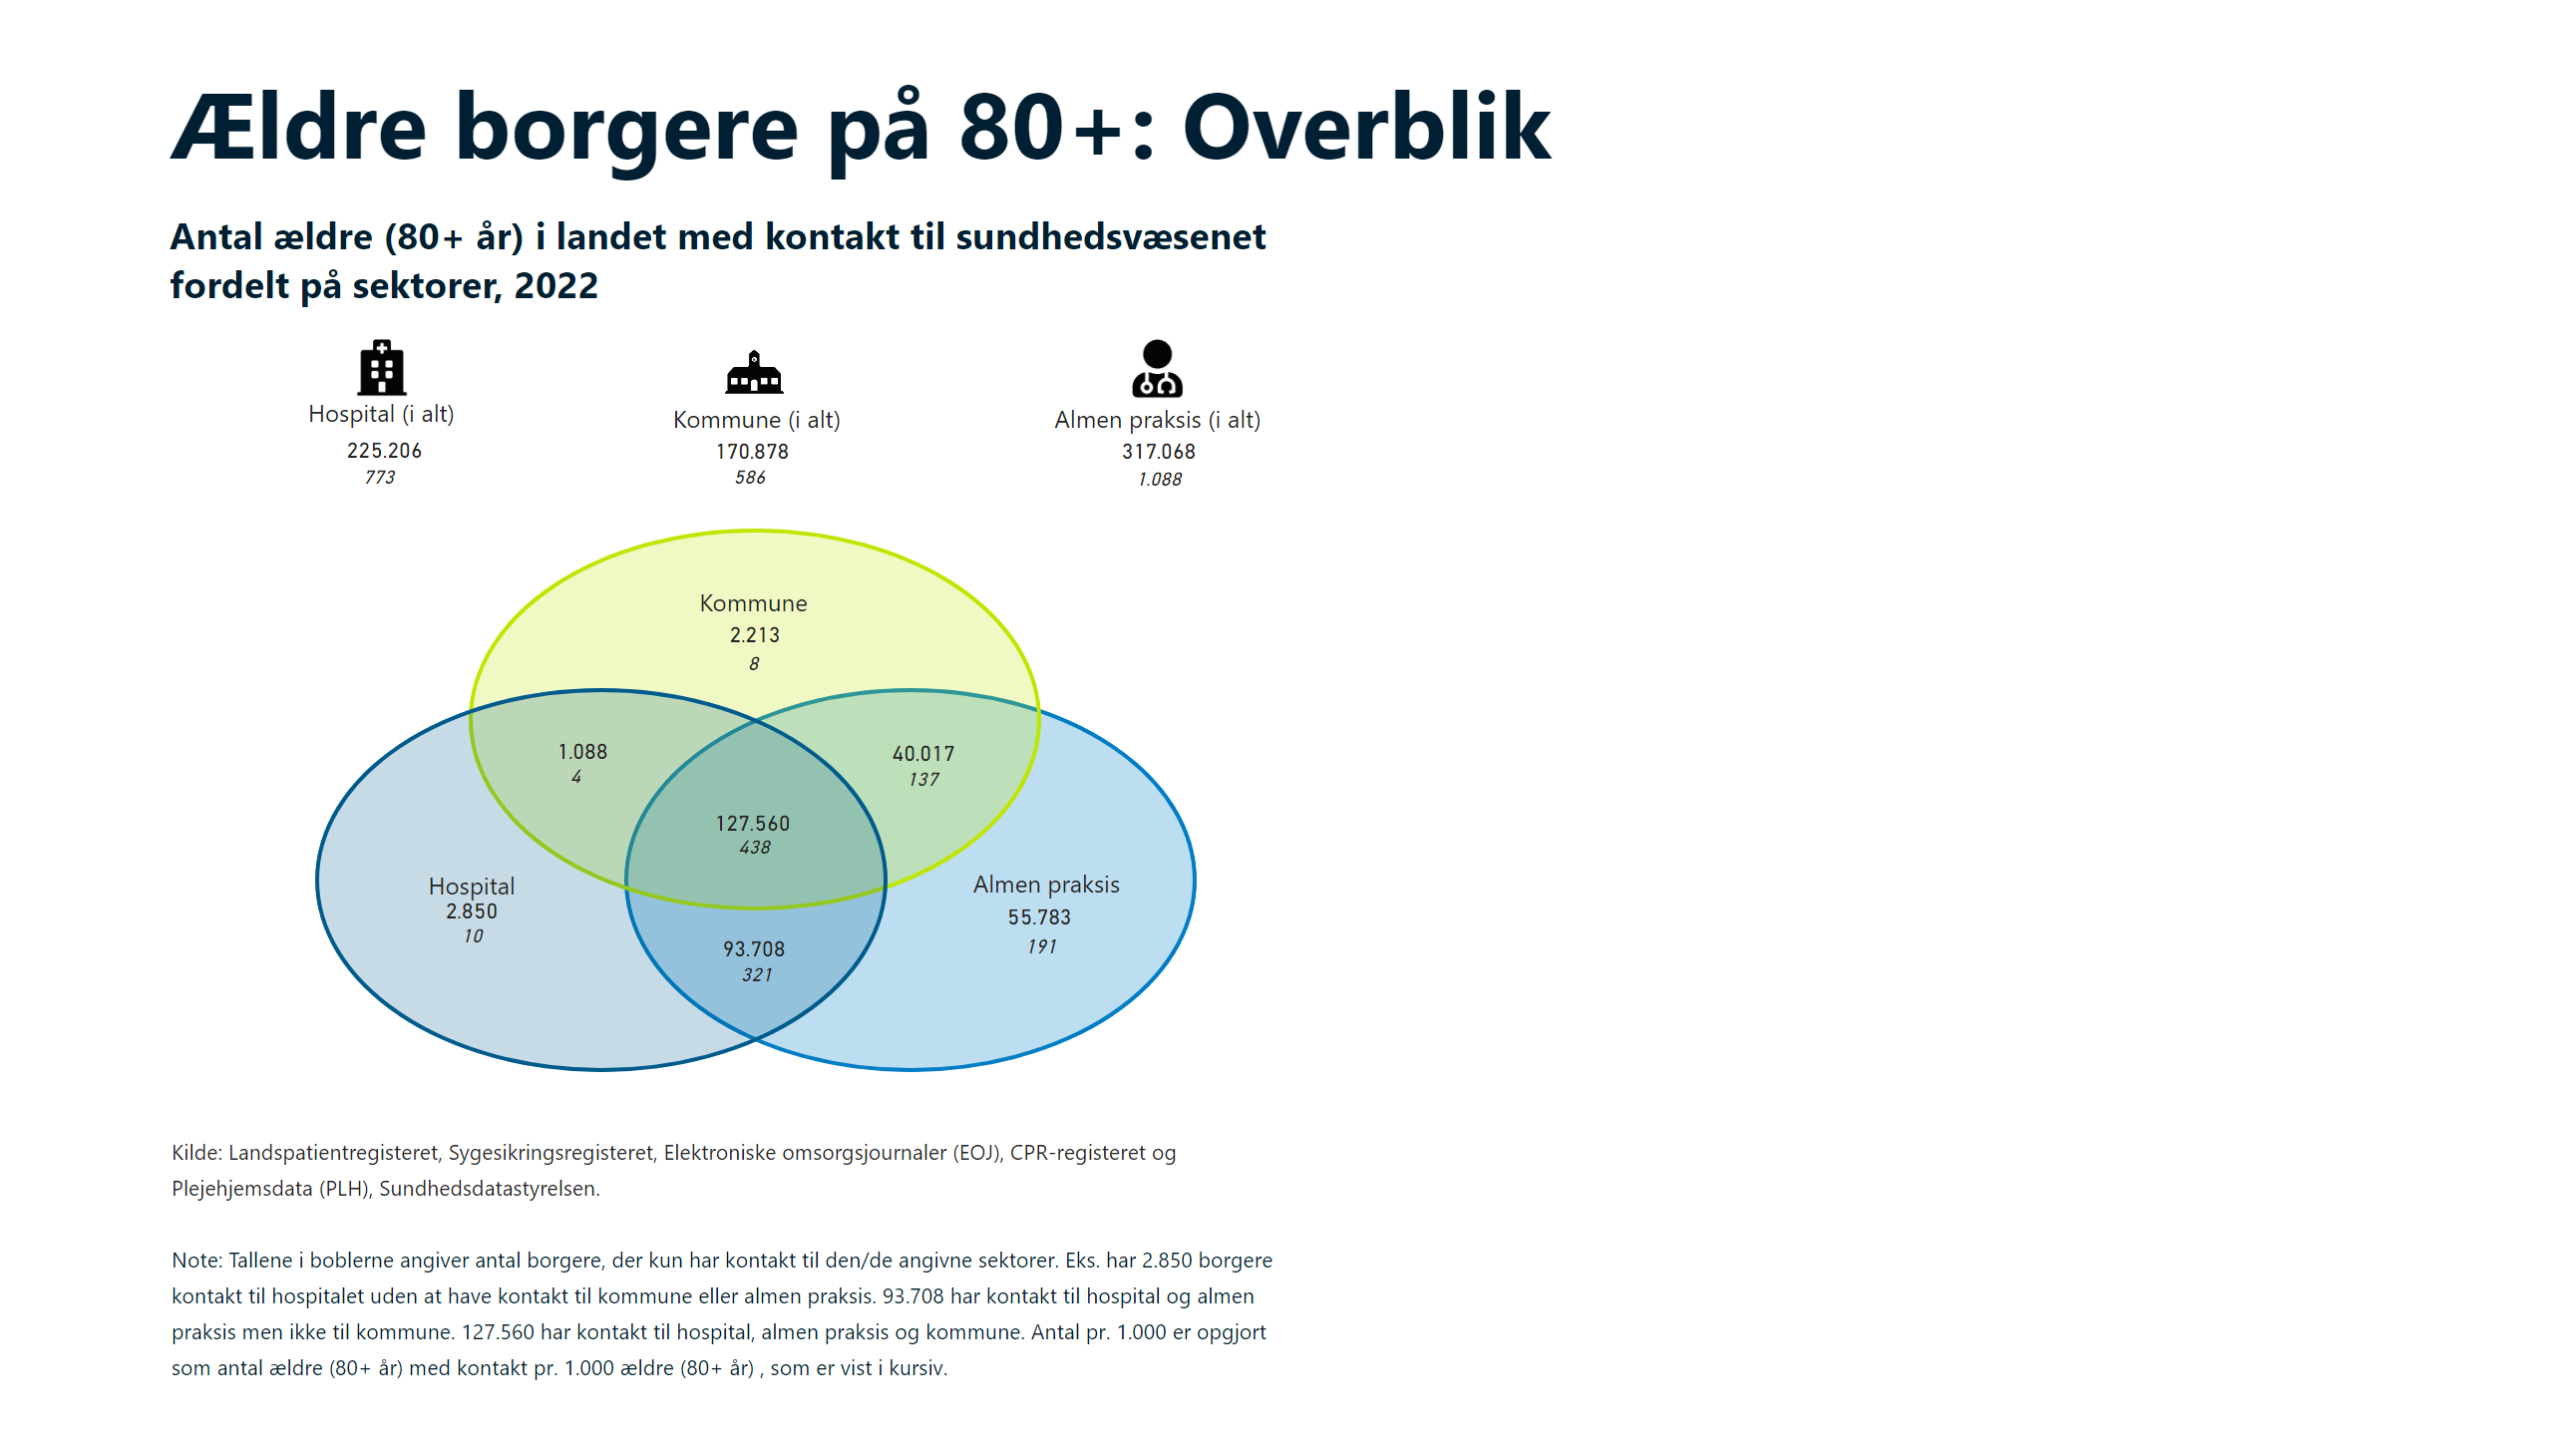 Ældre borgere på 80+: Overblik
Antal ældre (80+ år) i landet med kontakt til sundhedsvæsenet
fordelt på sektorer, 2022
Hospital (i alt)
225.206
773
Kommune (i alt)
170.878
586
Almen praksis (i alt)
317.068
1.088
Kommune
2.213
8
1.088
4
40.017
137
127.560
438
Hospital
2.850
10
Almen praksis
55.783
191
93.708
321
Kilde: Landspatientregisteret, Sygesikringsregisteret, Elektroniske omsorgsjournaler (EOJ), CPR-registeret og
Plejehjemsdata (PLH), Sundhedsdatastyrelsen.
Note: Tallene i boblerne angiver antal borgere, der kun har kontakt til den/de angivne sektorer. Eks. har 2.850 borgere
kontakt til hospitalet uden at have kontakt til kommune eller almen praksis. 93.708 har kontakt til hospital og almen
praksis men ikke til kommune. 127.560 har kontakt til hospital, almen praksis og kommune. Antal pr. 1.000 er opgjort
som antal ældre (80+ år) med kontakt pr. 1.000 ældre (80+ år) , som er vist i kursiv.